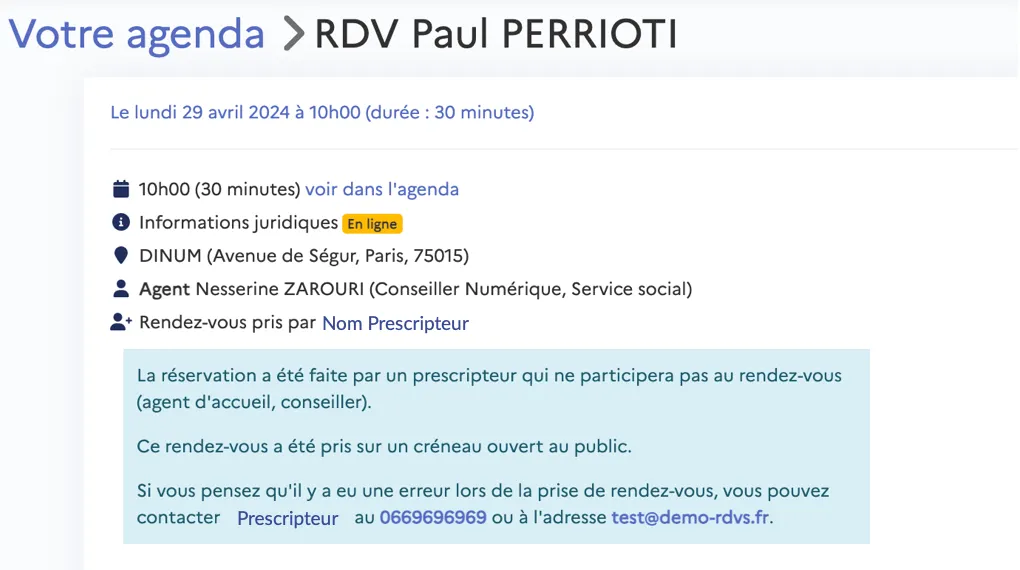 Votre agenda > RDV Paul PERRIOTI
Le lundi 29 avril 2024 à 10h00 (durée : 30 minutes)
10h00 (30 minutes) voir dans l'agenda
Informations juridiques En ligne
DINUM (Avenue de Ségur, Paris, 75015)
Agent Nesserine ZAROURI (Conseiller Numérique, Service social)
Rendez-vous pris par Nom Prescripteur
La réservation a été faite par un prescripteur qui ne participera pas au rendez-vous
(agent d'accueil, conseiller).
Ce rendez-vous a été pris sur un créneau ouvert au public.
Si vous pensez qu'il y a eu une erreur lors de la prise de rendez-vous, vous pouvez
contacter Prescripteur au 0669696969 ou à l'adresse test@demo-rdvs.fr.